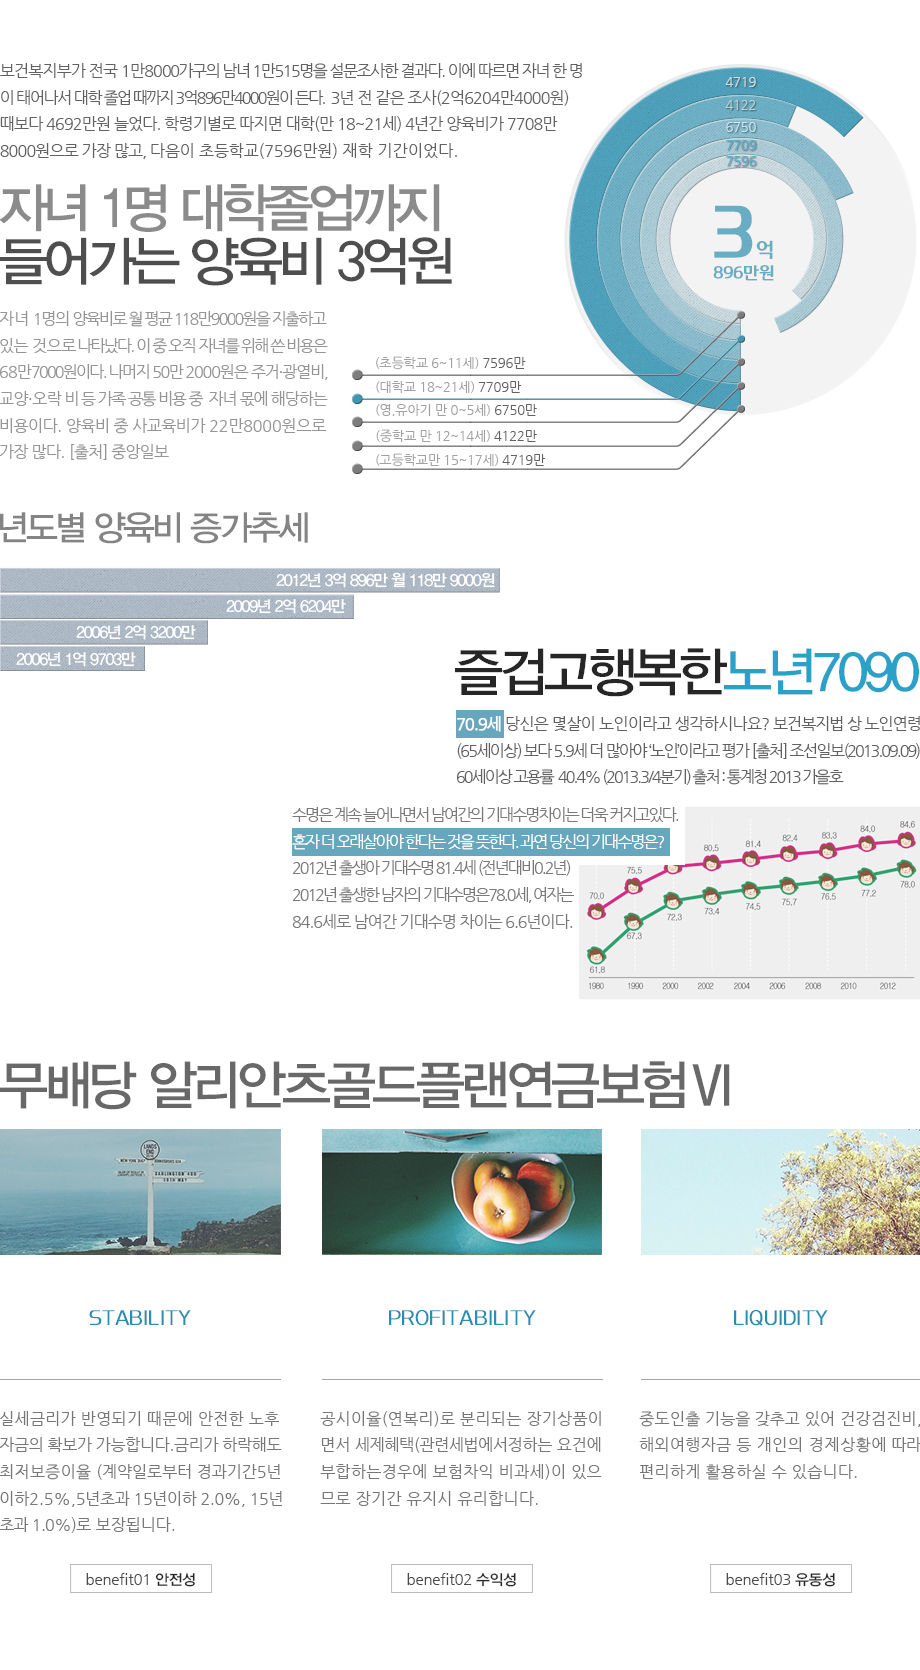 보건복지부가 전국 1만8000가구의 남녀 1만515명을 설문조사한 결과다. 이에 따르면 자녀 한 명
이 태어나서 대학 졸업 때까지 3억896만4000원이 든다. 3년 전 같은 조사(2억6204만4000원)
때보다 4692만원 늘었다. 학령기별로 따지면 대학(만 18~21세) 4년간 양육비가 7708만
8000원으로 가장 많고, 다음이 초등학교(7596만원) 재학 기간이었다.
자녀 1명 대학졸업까지
들어가는 양육비 3억원
자녀 1명의 양육비로 월 평균 118만9000원을 지출하고
있는 것으로 나타났다. 이 중 오직 자녀를 위해 쓴 비용은
68만7000원이다. 나머지 50만 2000원은 주거·광열비,
교양·오락 비 등 가족 공통 비용 중 자녀 몫에 해당하는
비용이다. 양육비 중 사교육비가 22만8000원으로
가장 많다. [출처] 중앙일보
4719
4122
6750
7709
7596
3억
896만원
(초등학교 6~11세) 7596만
(대학교 18~21세) 7709만
(영,유아기 만 0~5세) 6750만
(중학교 만 12~14세) 4122만
(고등학교만 15~17세) 4719만
년도별 양육비 증가추세
2012년 3억 896만 월 118만 9000원
2009년 2억 6204만
2006년 2억 3200만
2006년 1억 9703만
즐겁고행복한노년7090
70.9세 당신은 몇살이 노인이라고 생각하시나요? 보건복지법 상 노인연령
(65세이상) 보다 5.9세 더 많아야 '노인'이라고 평가 [출처] 조선일보(2013.09.09)
60세이상 고용률 40.4% (2013.3/4분기) 출처 : 통계청 2013 가을호
수명은 계속 늘어나면서 남여간의 기대수명차이는 더욱 커지고있다.
혼자 더 오래살아야 한다는 것을 뜻한다. 과연 당신의 기대수명은?
2012년 출생아 기대수명 81.4세 (전년대비0.2년)
2012년 출생한 남자의 기대수명은78.0세, 여자는
84.6세로 남여간 기대수명 차이는 6.6년이다.
70.0 75.5 80.5 81.4 82.4 83.3 84.0 84.6
61.8 67.3 72.3 73.4 74.5 75.7 76.5 77.2 78.0
1980 1990 2000 2002 2004 2006 2008 2010 2012
무배당 알리안츠골드플랜연금보험 VI
LANDS
END
NEW YORK 3147
DARLINGTON 400
10TH MAY
STABILITY
PROFITABILITY
LIQUIDITY
실세금리가 반영되기 때문에 안전한 노후
자금의 확보가 가능합니다.금리가 하락해도
최저보증이율 (계약일로부터 경과기간5년
이하2.5%,5년초과 15년이하 2.0%, 15년
초과 1.0%)로 보장됩니다.
공시이율(연복리)로 분리되는 장기상품이
면서 세제혜택(관련세법에서정하는 요건에
부합하는경우에 보험차익 비과세)이 있으
므로 장기간 유지시 유리합니다.
중도인출 기능을 갖추고 있어 건강검진비,
해외여행자금 등 개인의 경제상황에 따라
편리하게 활용하실 수 있습니다.
benefit01 안전성
benefit02 수익성
benefit03 유동성